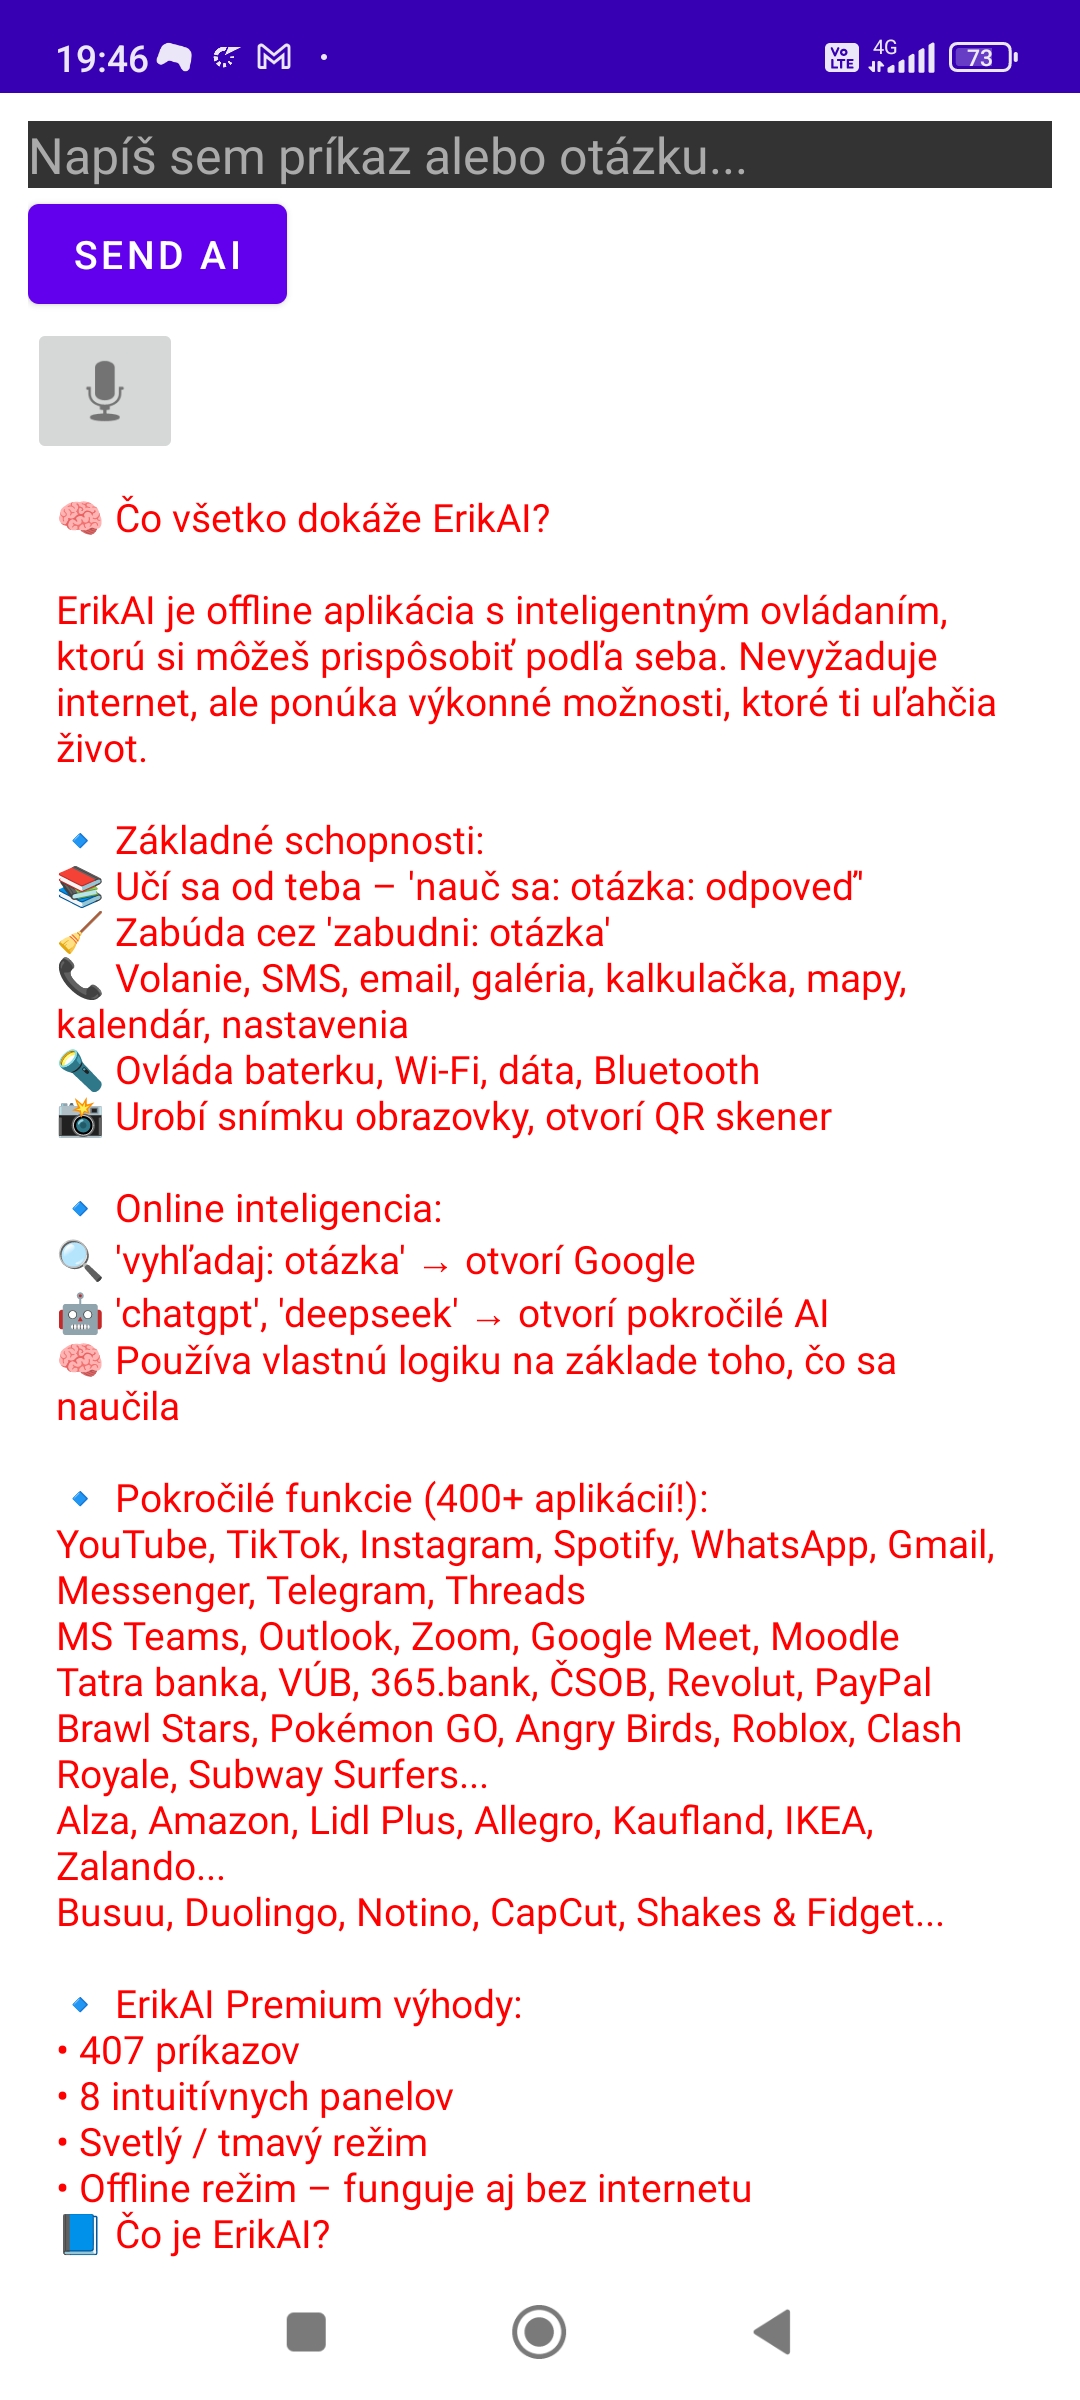 19:46
Vo LTE 4G 73
Napíš sem príkaz alebo otázku...
SEND AI
🧠 Čo všetko dokáže ErikAI?
ErikAI je offline aplikácia s inteligentným ovládaním,
ktorú si môžeš prispôsobiť podľa seba. Nevyžaduje
internet, ale ponúka výkonné možnosti, ktoré ti uľahčia
život.
🔹 Základné schopnosti:
📚 Učí sa od teba – 'nauč sa: otázka: odpoveď'
🧹 Zabúda cez 'zabudni: otázka'
📞 Volanie, SMS, email, galéria, kalkulačka, mapy,
kalendár, nastavenia
🔦 Ovláda baterku, Wi-Fi, dáta, Bluetooth
📸 Urobí snímku obrazovky, otvorí QR skener
🔹 Online inteligencia:
🔍 'vyhľadaj: otázka' → otvorí Google
🤖 'chatgpt', 'deepseek' → otvorí pokročilé AI
🧠 Používa vlastnú logiku na základe toho, čo sa
naučila
🔹 Pokročilé funkcie (400+ aplikácií!):
YouTube, TikTok, Instagram, Spotify, WhatsApp, Gmail,
Messenger, Telegram, Threads
MS Teams, Outlook, Zoom, Google Meet, Moodle
Tatra banka, VÚB, 365.bank, ČSOB, Revolut, PayPal
Brawl Stars, Pokémon GO, Angry Birds, Roblox, Clash
Royale, Subway Surfers...
Alza, Amazon, Lidl Plus, Allegro, Kaufland, IKEA,
Zalando...
Busuu, Duolingo, Notino, CapCut, Shakes & Fidget...
🔹 ErikAI Premium výhody:
• 407 príkazov
• 8 intuitívnych panelov
• Svetlý / tmavý režim
• Offline režim – funguje aj bez internetu
📘 Čo je ErikAI?